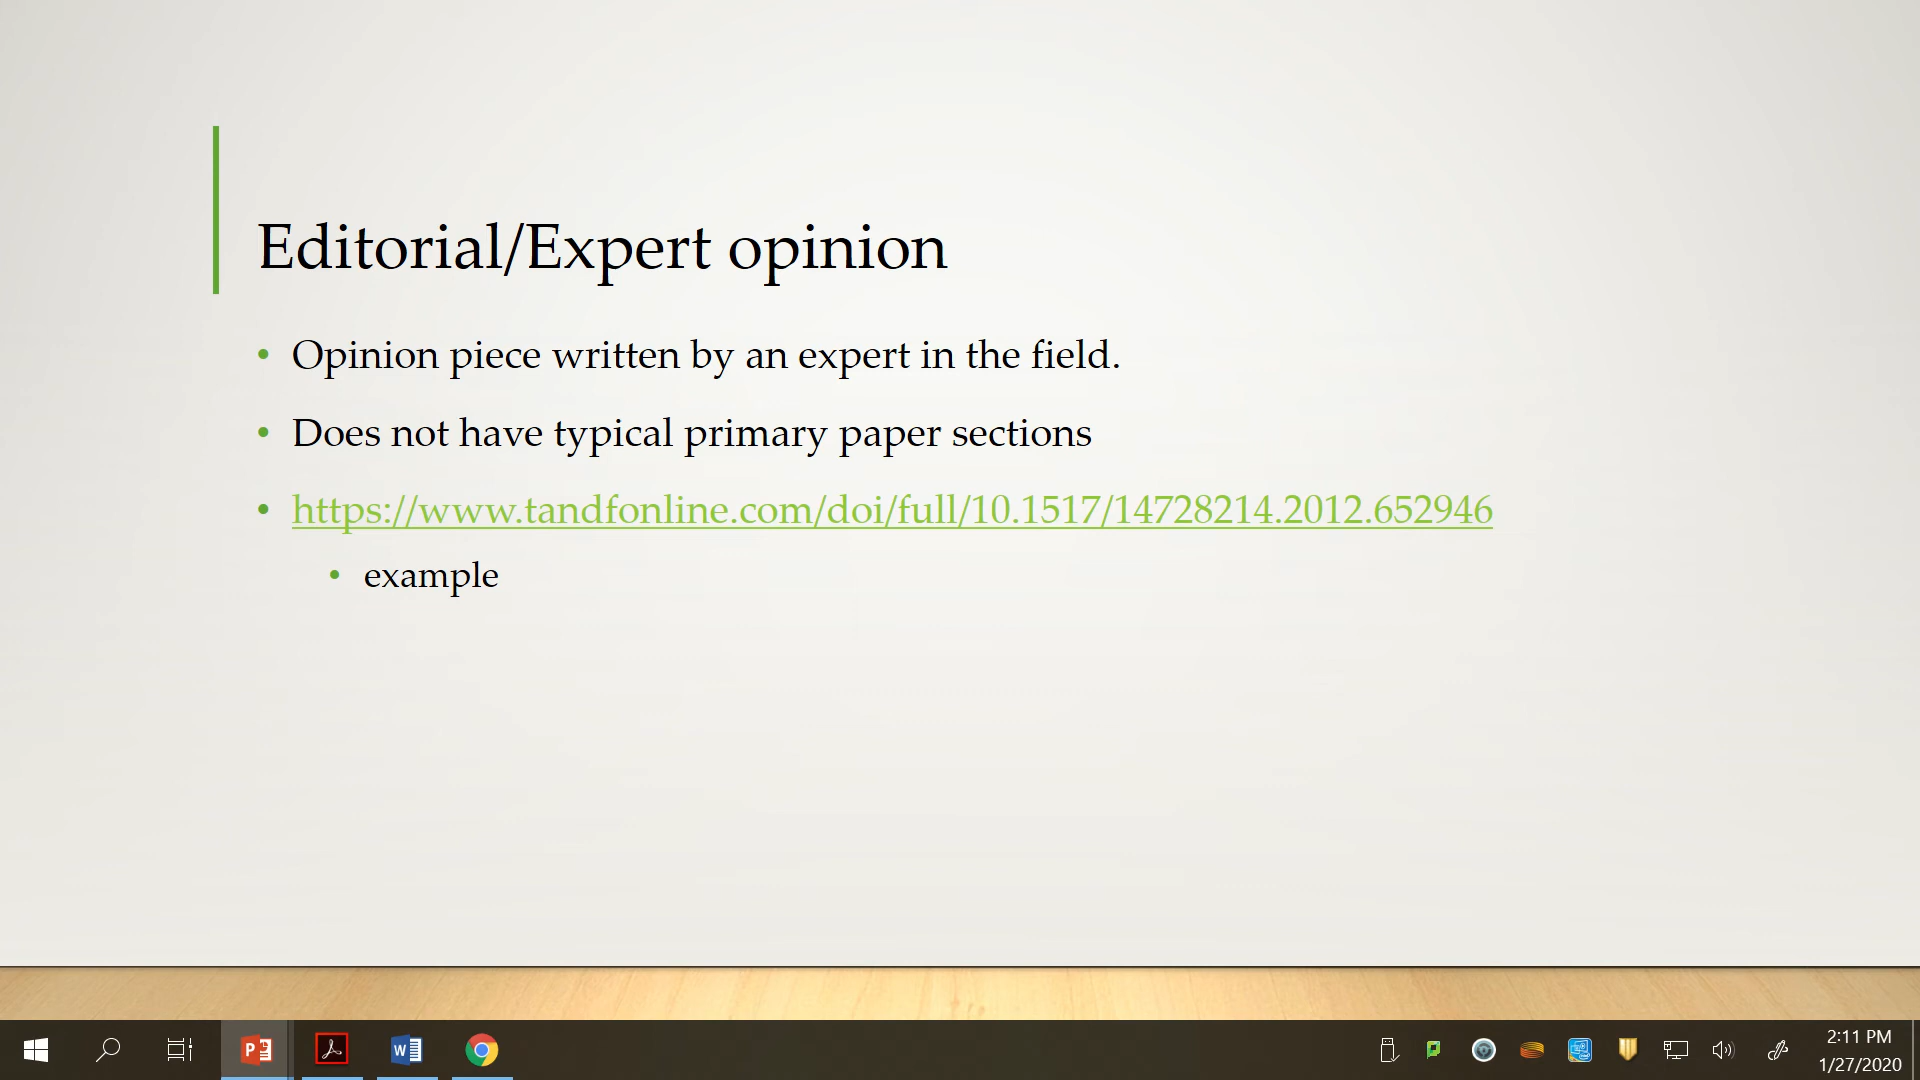 Editorial/Expert opinion
• Opinion piece written by an expert in the field.
• Does not have typical primary paper sections
• https://www.tandfonline.com/doi/full/10.1517/14728214.2012.652946
• example
2:11 PM
1/27/2020